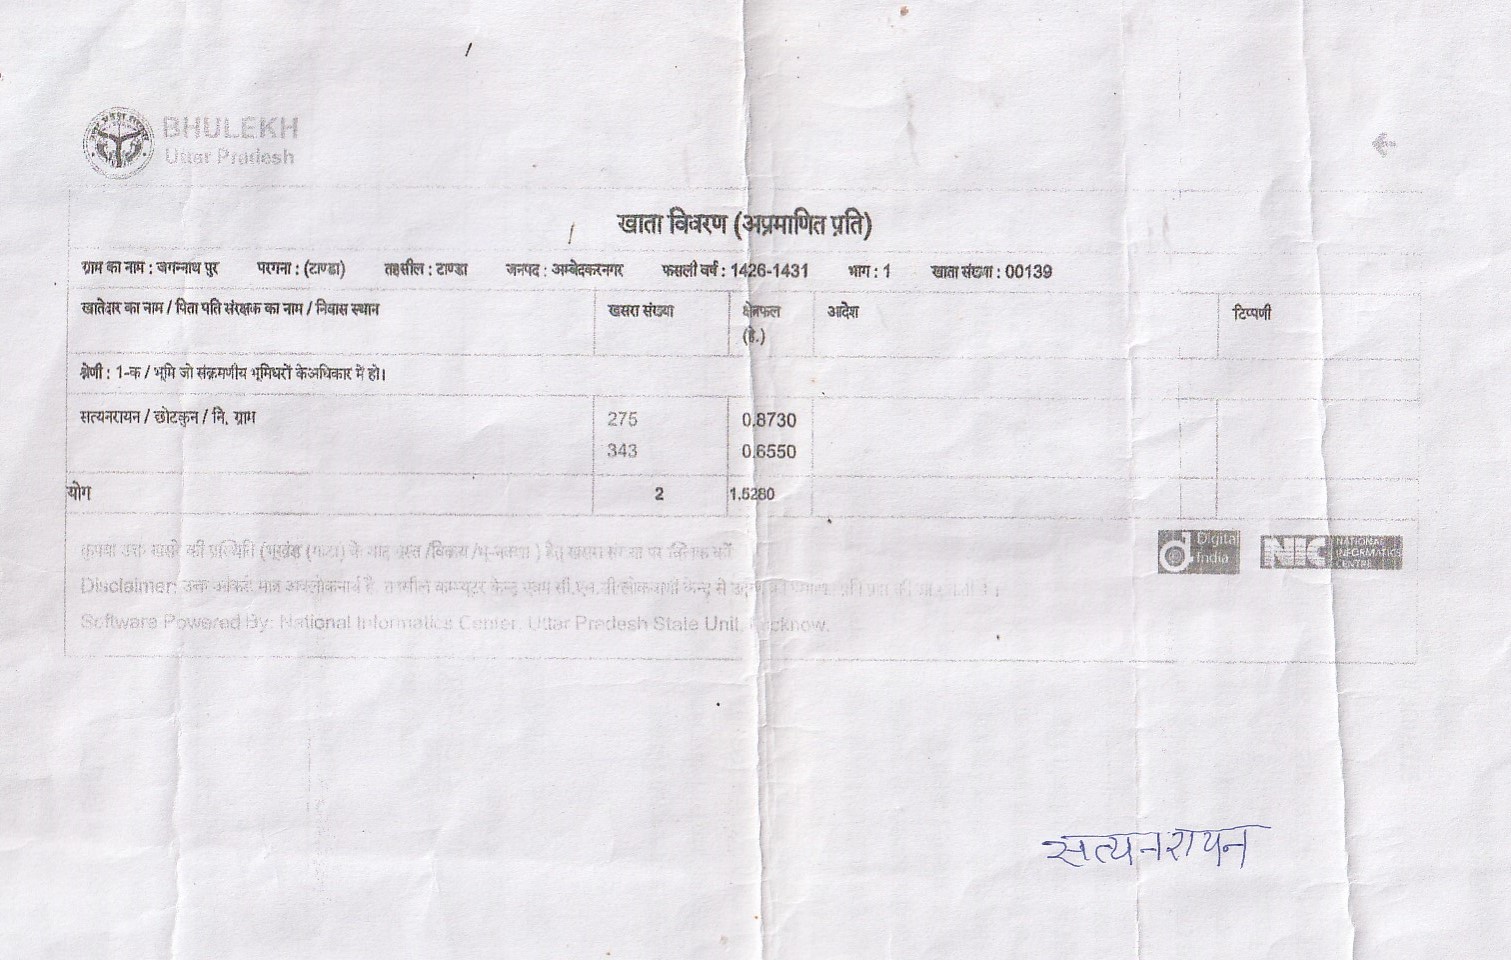 BHULEKH
Uttar Pradesh
खाता विवरण (अप्रमाणित प्रति)
ग्राम का नाम : जगन्नाथ पुर परगना : (टाण्डा) तहसील : टाण्डा जनपद : अम्बेदकरनगर फसली वर्ष : 1426-1431 भाग : 1 खाता संख्या : 00139
खातेदार का नाम / पिता पति संरक्षक का नाम / निवास स्थान खसरा संख्या क्षेत्रफल (हे.) आदेश टिप्पणी
श्रेणी : 1-क / भूमि जो संक्रमणीय भूमिधरों के अधिकार में हो।
सत्यनरायन / छोटकुन / नि. ग्राम 275 0.8730
343 0.6550
योग 2 1.5280
Digital India
NIC NATIONAL INFORMATICS CENTRE
Disclaimer:
Software Powered By: National Informatics Center, Uttar Pradesh State Unit,
सत्यनरायन